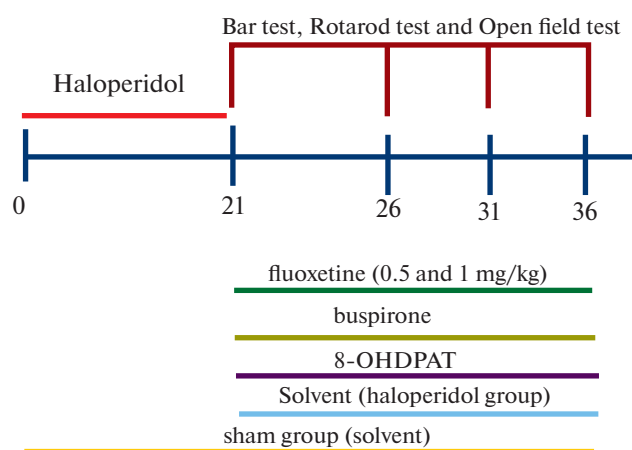 Bar test, Rotarod test and Open field test
Haloperidol
0 21 26 31 36
fluoxetine (0.5 and 1 mg/kg)
buspirone
8-OHDPAT
Solvent (haloperidol group)
sham group (solvent)